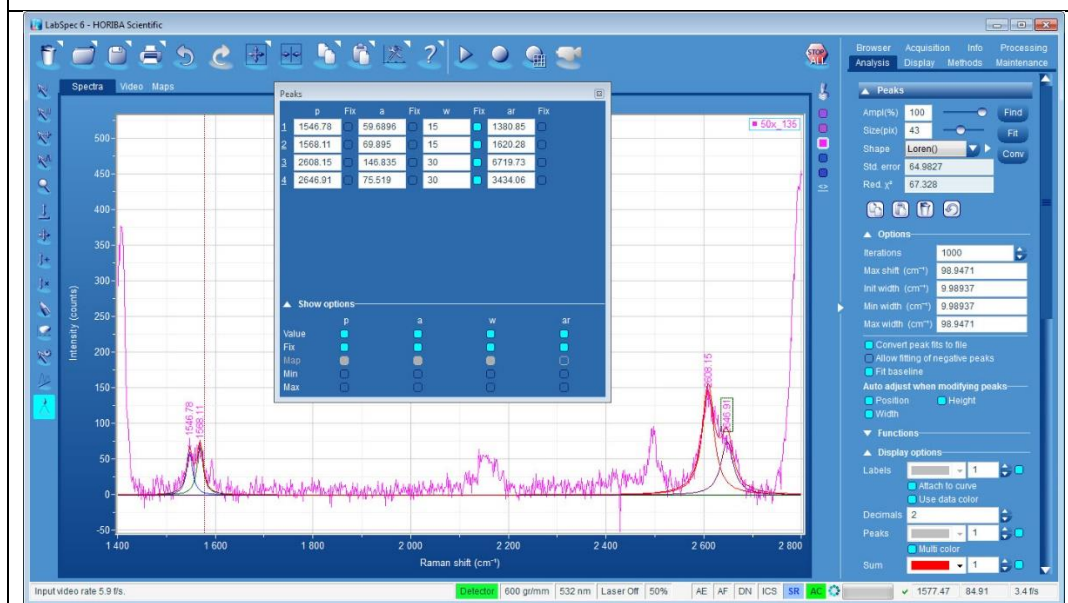 LabSpec 6 - HORIBA Scientific
STOP ALL
Browser Acquisition Info Processing
Analysis Display Methods Maintenance
Spectra Video Maps
Peaks
p Fix a Fix w Fix ar Fix
1 1546.78 59.6896 15 1380.85
2 1568.11 69.895 15 1620.28
3 2608.15 146.835 30 6719.73
4 2646.91 75.519 30 3434.06
Show options
p a w ar
Value
Fix
Map
Min
Max
50x_135
<>
500
450
400
350
300
250
200
150
100
50
0
-50
Intensity (counts)
1546.78
1568.11
2608.15
2646.91
1 400 1 600 1 800 2 000 2 200 2 400 2 600 2 800
Raman shift (cm⁻¹)
Peaks
Ampl(%) 100 Find
Size(pix) 43 Fit
Shape Loren() Conv
Std. error 64.9827
Red. χ² 67.328
Options
Iterations 1000
Max shift (cm⁻¹) 98.9471
Init width (cm⁻¹) 9.98937
Min width (cm⁻¹) 9.98937
Max width (cm⁻¹) 98.9471
Convert peak fits to file
Allow fitting of negative peaks
Fit baseline
Auto adjust when modifying peaks
Position Height
Width
Functions
Display options
Labels 1
Attach to curve
Use data color
Decimals 2
Peaks 1
Multi color
Sum 1
Input video rate 5.9 f/s. Detector 600 gr/mm 532 nm Laser Off 50% AE AF DN ICS SR AC 1577.47 84.91 3.4 f/s